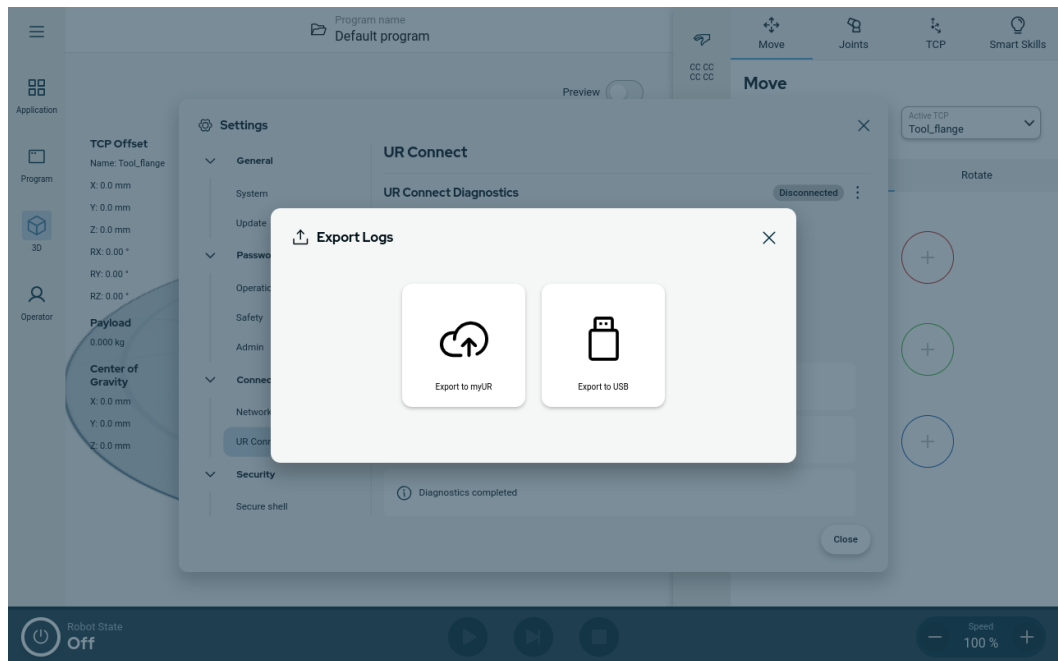 Program name
Default program
Move
Joints
TCP
Smart Skills
CC CC
CC CC
Move
Preview
Application
Active TCP
Tool_flange
Settings
TCP Offset
Name: Tool_flange
X: 0.0 mm
Y: 0.0 mm
Z: 0.0 mm
RX: 0.00 °
RY: 0.00 °
RZ: 0.00 °
Payload
0.000 kg
Center of
Gravity
X: 0.0 mm
Y: 0.0 mm
Z: 0.0 mm
Program
3D
Operator
General
System
Update
Passwo
Operatio
Safety
Admin
Connec
Network
UR Conn
Security
Secure shell
UR Connect
UR Connect Diagnostics
Disconnected
Rotate
Export Logs
Export to myUR
Export to USB
Diagnostics completed
Close
Robot State
Off
Speed
100 %